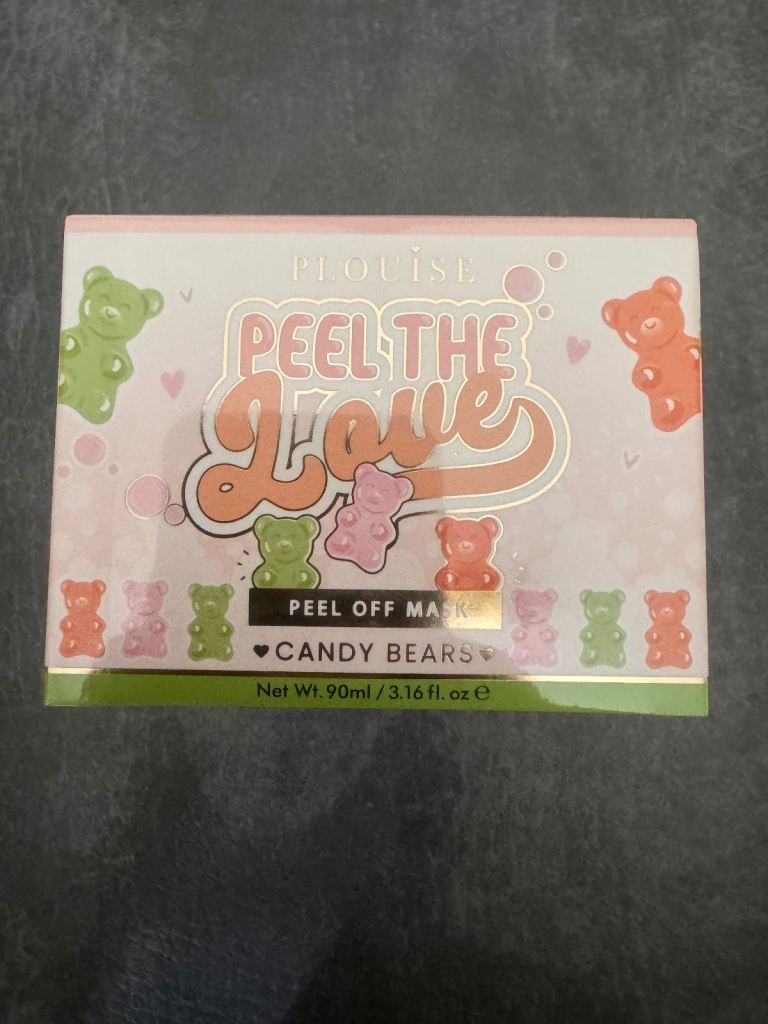 PLOUISE
PEEL THE
Love
PEEL OFF MASK
♥CANDY BEARS♥
Net Wt. 90ml / 3.16 fl. oz ℮